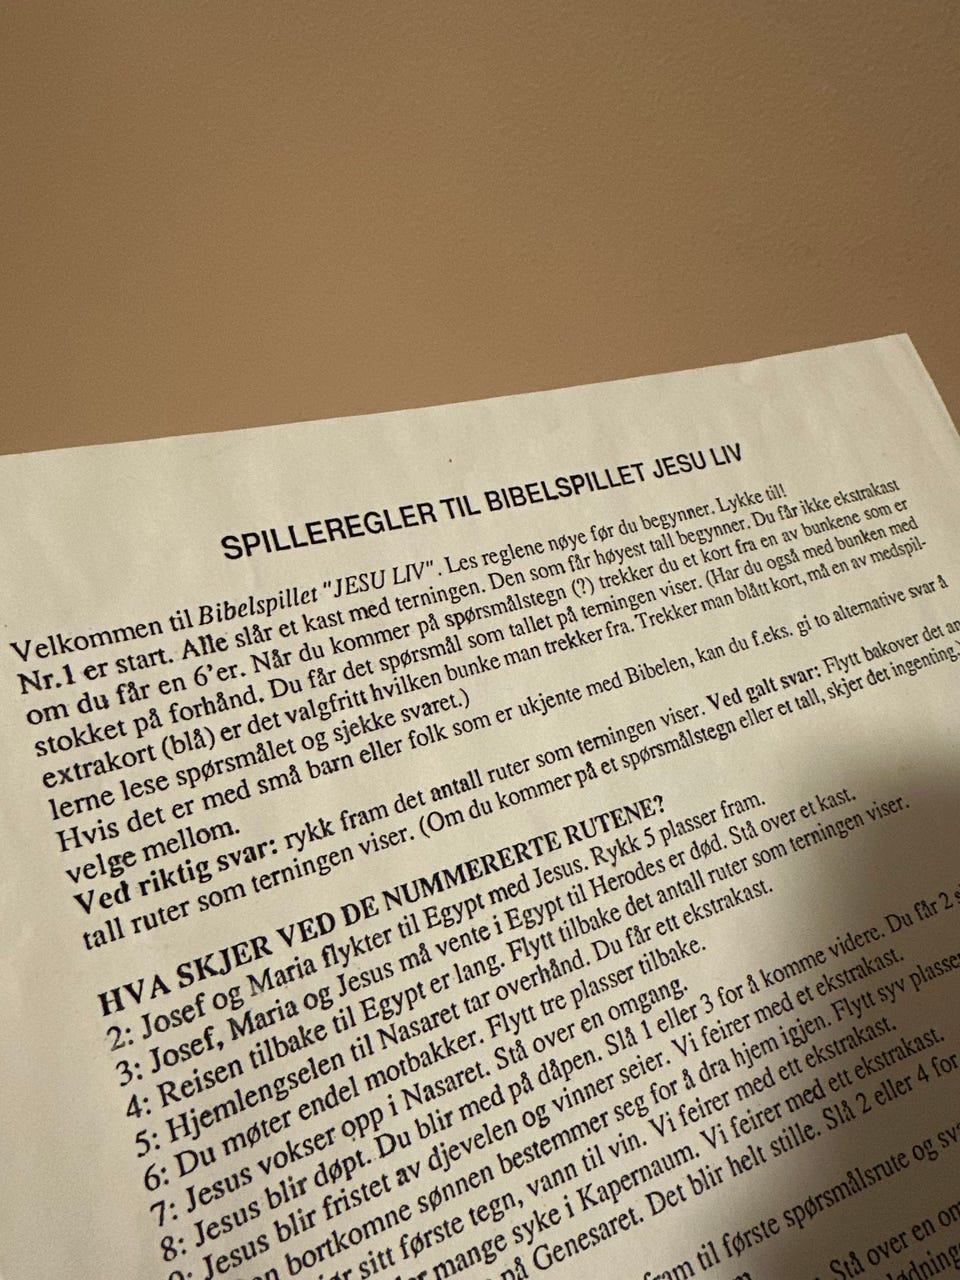 SPILLEREGLER TIL BIBELSPILLET JESU LIV
Velkommen til Bibelspillet "JESU LIV". Les reglene nøye før du begynner. Lykke til!
Nr.1 er start. Alle slår et kast med terningen. Den som får høyest tall begynner. Du får ikke ekstrakast
om du får en 6'er. Når du kommer på spørsmålstegn (?) trekker du et kort fra en av bunkene som er
stokket på forhånd. Du får det spørsmål som tallet på terningen viser. (Har du også med bunken med
extrakort (blå) er det valgfritt hvilken bunke man trekker fra. Trekker man blått kort, må en av medspil-
lerne lese spørsmålet og sjekke svaret.)
Hvis det er med små barn eller folk som er ukjente med Bibelen, kan du f.eks. gi to alternative svar å
velge mellom.
Ved riktig svar: rykk fram det antall ruter som terningen viser. Ved galt svar: Flytt bakover det an
tall ruter som terningen viser. (Om du kommer på et spørsmålstegn eller et tall, skjer det ingenting.)
HVA SKJER VED DE NUMMERERTE RUTENE?
2: Josef og Maria flykter til Egypt med Jesus. Rykk 5 plasser fram.
3: Josef, Maria og Jesus må vente i Egypt til Herodes er død. Stå over et kast.
4: Reisen tilbake til Egypt er lang. Flytt tilbake det antall ruter som terningen viser.
5: Hjemlengselen til Nasaret tar overhånd. Du får ett ekstrakast.
6: Du møter endel motbakker. Flytt tre plasser tilbake.
7: Jesus vokser opp i Nasaret. Stå over en omgang.
8: Jesus blir døpt. Du blir med på dåpen. Slå 1 eller 3 for å komme videre. Du får 2
Jesus blir fristet av djevelen og vinner seier. Vi feirer med et ekstrakast.
bortkomne sønnen bestemmer seg for å dra hjem igjen. Flytt syv plasser
sitt første tegn, vann til vin. Vi feirer med ett ekstrakast.
mange syke i Kapernaum. Vi feirer med ett ekstrakast.
på Genesaret. Det blir helt stille. Slå 2 eller 4 for
fram til første spørsmålsrute og
Stå over en